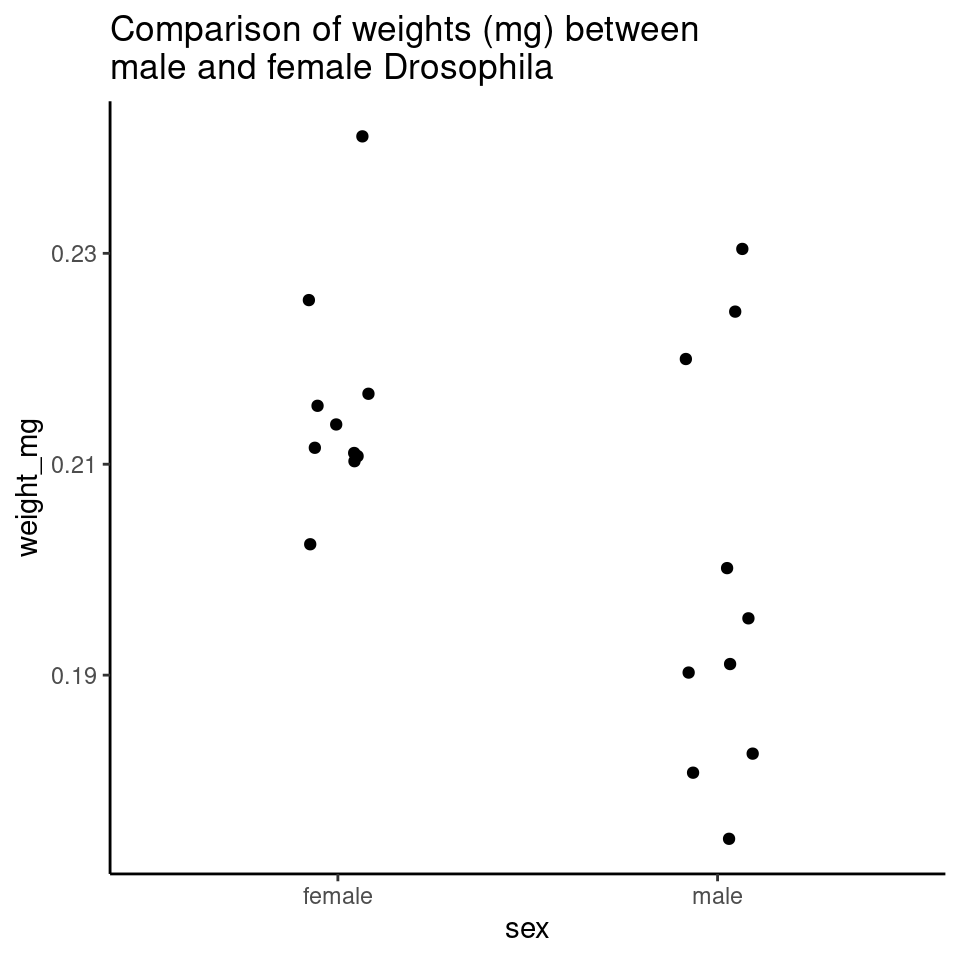 Comparison of weights (mg) between
male and female Drosophila
0.23
0.21
0.19
weight_mg
female
male
sex